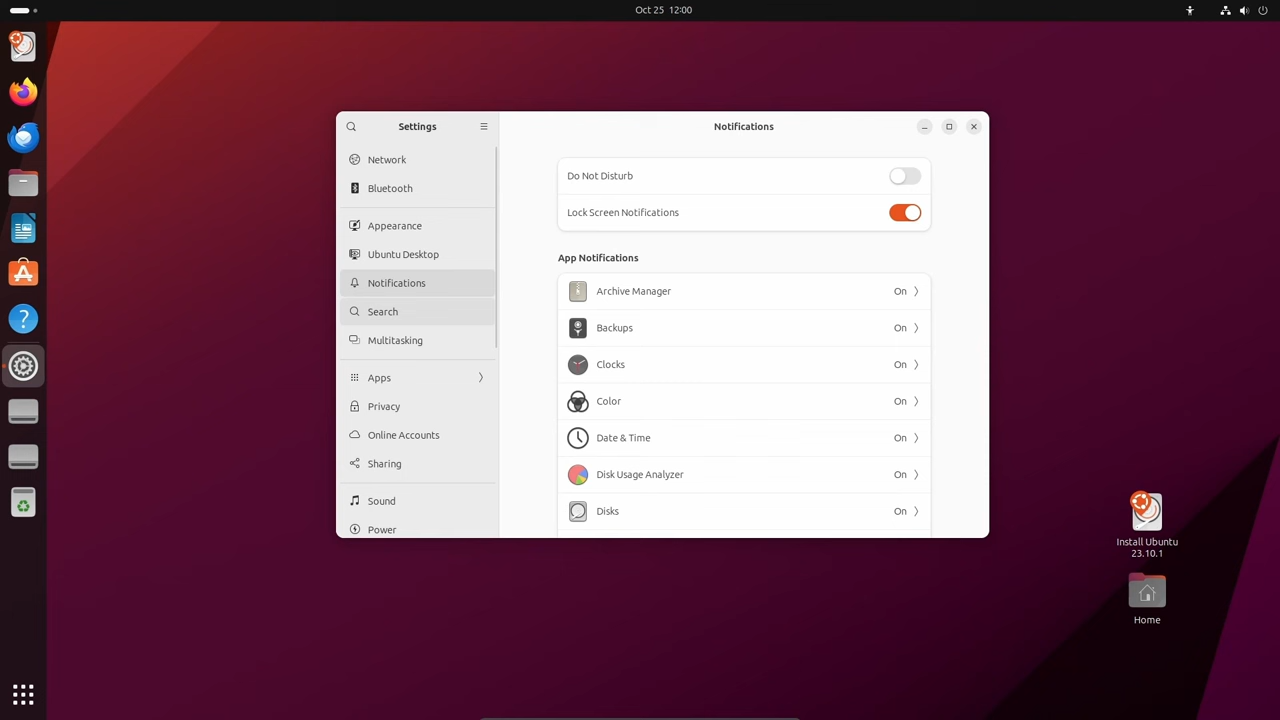 Oct 25 12:00
Settings
Notifications
Network
Bluetooth
Appearance
Ubuntu Desktop
Notifications
Search
Multitasking
Apps
Privacy
Online Accounts
Sharing
Sound
Power
Do Not Disturb
Lock Screen Notifications
App Notifications
Archive Manager On
Backups On
Clocks On
Color On
Date & Time On
Disk Usage Analyzer On
Disks On
Install Ubuntu
23.10.1
Home